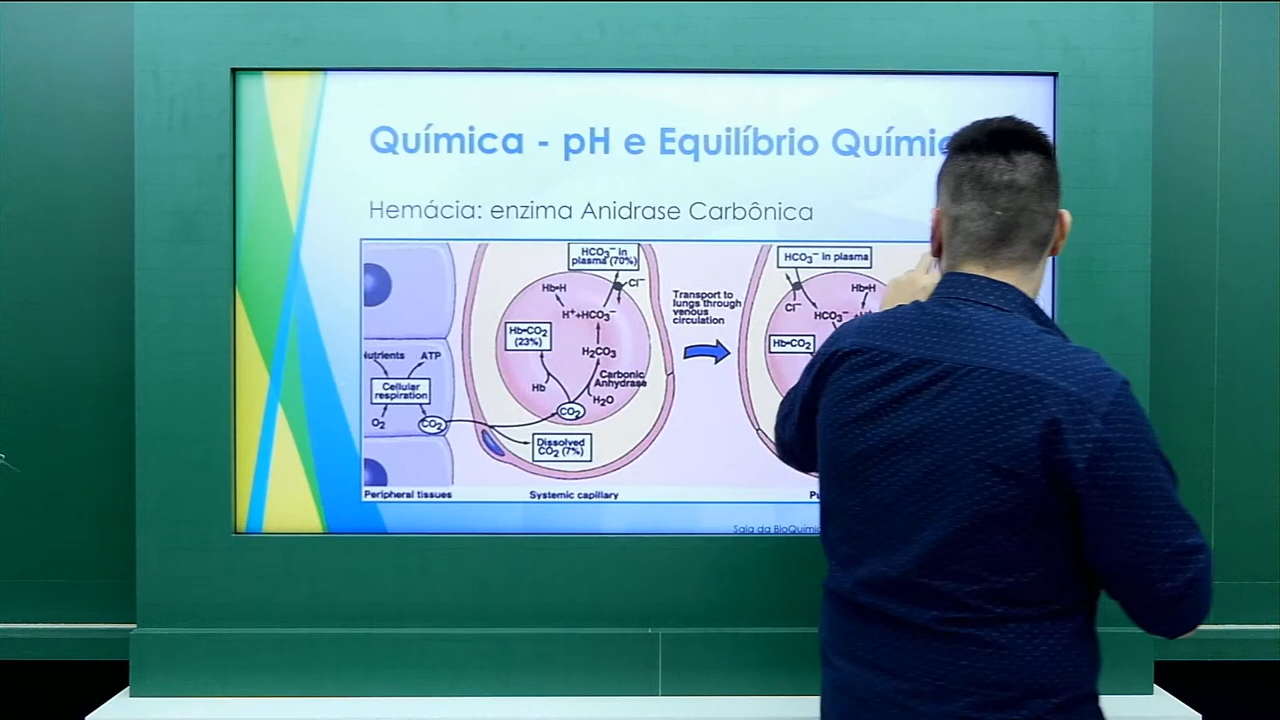 Química - pH e Equilíbrio
Hemácia: enzima Anidrase Carbônica
HCO₃⁻ in
plasma (70%)
Cl⁻
Hb•H
H⁺+HCO₃⁻
Hb•CO₂
(23%)
H₂CO₃
Carbonic
Anhydrase
Hb
H₂O
CO₂
Nutrients ATP
Cellular
respiration
O₂ CO₂
Dissolved
CO₂ (7%)
Transport to
lungs through
venous
circulation
HCO₃⁻ in plasma
Hb•H
Cl⁻
HCO₃⁻
Hb•CO₂
Peripheral tissues Systemic capillary
Sala da